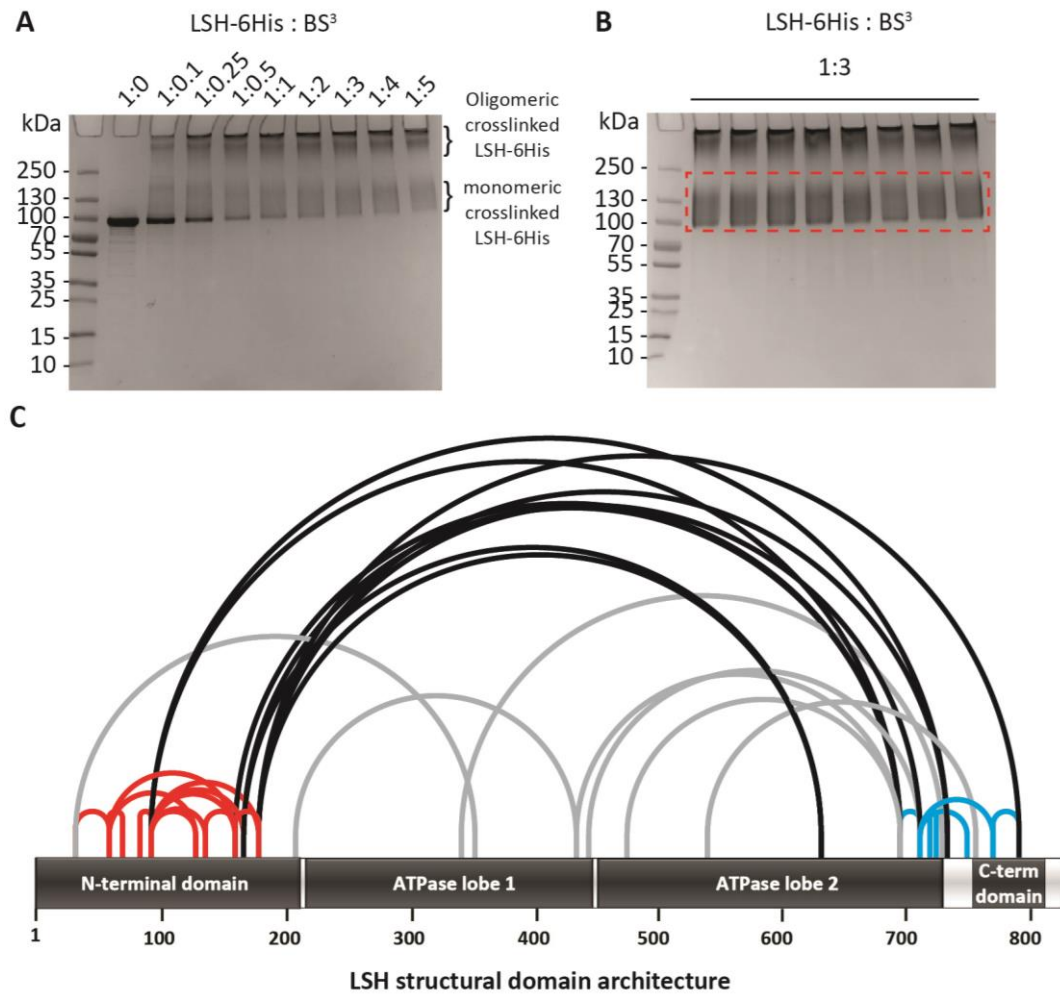 A
LSH-6His : BS³
1:0
1:0.1
1:0.25
1:0.5
1:1
1:2
1:3
1:4
1:5
kDa
250
130
100
70
55
35
25
15
10
Oligomeric
crosslinked
LSH-6His
monomeric
crosslinked
LSH-6His
B
LSH-6His : BS³
1:3
kDa
250
130
100
70
55
35
25
15
10
C
N-terminal domain
ATPase lobe 1
ATPase lobe 2
C-term
domain
1
100
200
300
400
500
600
700
800
LSH structural domain architecture